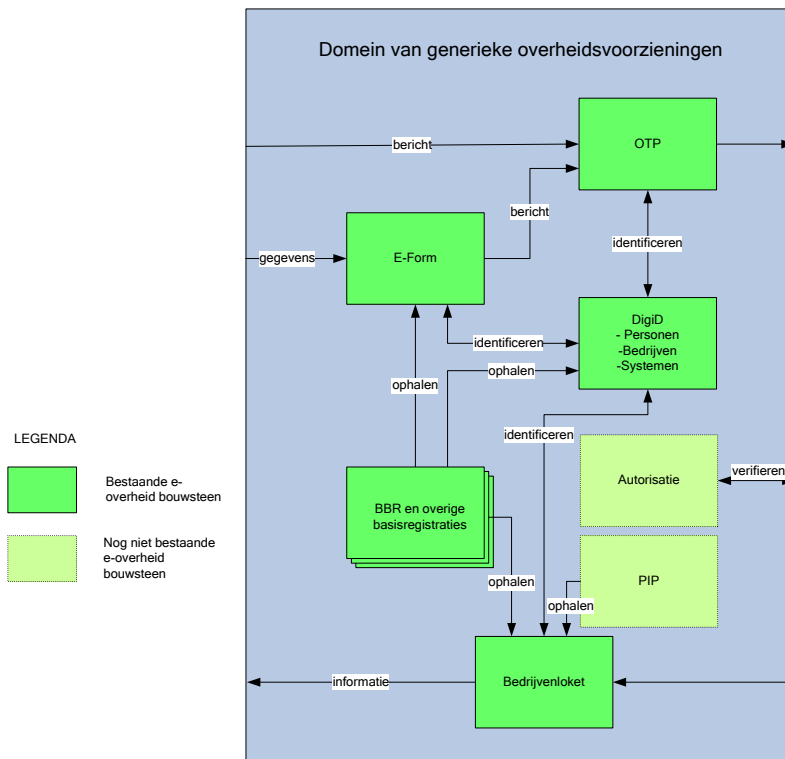 Domein van generieke overheidsvoorzieningen
bericht
OTP
bericht
identificeren
gegevens
E-Form
DigiD
- Personen
-Bedrijven
-Systemen
identificeren
ophalen
ophalen
identificeren
LEGENDA
Bestaande e-
overheid bouwsteen
Nog niet bestaande
e-overheid
bouwsteen
BBR en overige
basisregistraties
Autorisatie
verifieren
ophalen
PIP
ophalen
informatie
Bedrijvenloket